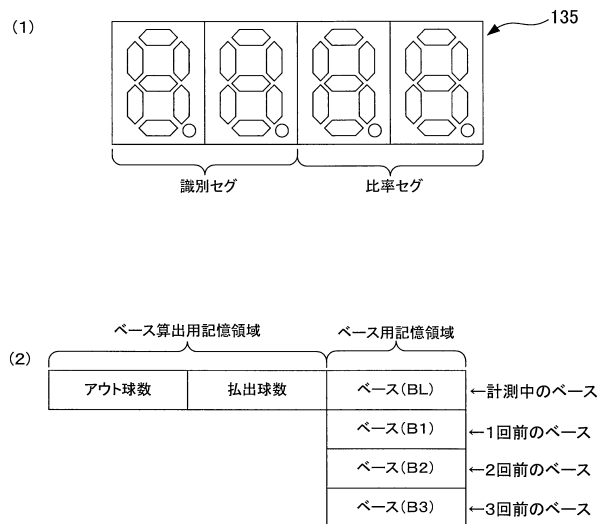 (1)
135
識別セグ
比率セグ
(2)
ベース算出用記憶領域
ベース用記憶領域
アウト球数
払出球数
ベース(BL)
←計測中のベース
ベース(B1)
←1回前のベース
ベース(B2)
←2回前のベース
ベース(B3)
←3回前のベース